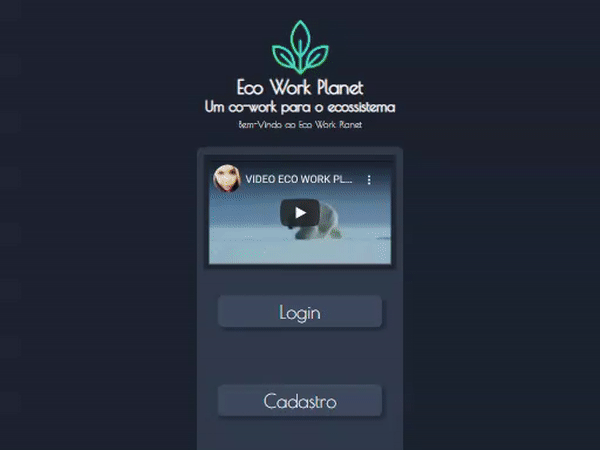 Eco Work Planet
Um co-work para o ecossistema
Bem-Vindo ao Eco Work Planet
VIDEO ECO WORK PL...
Login
Cadastro